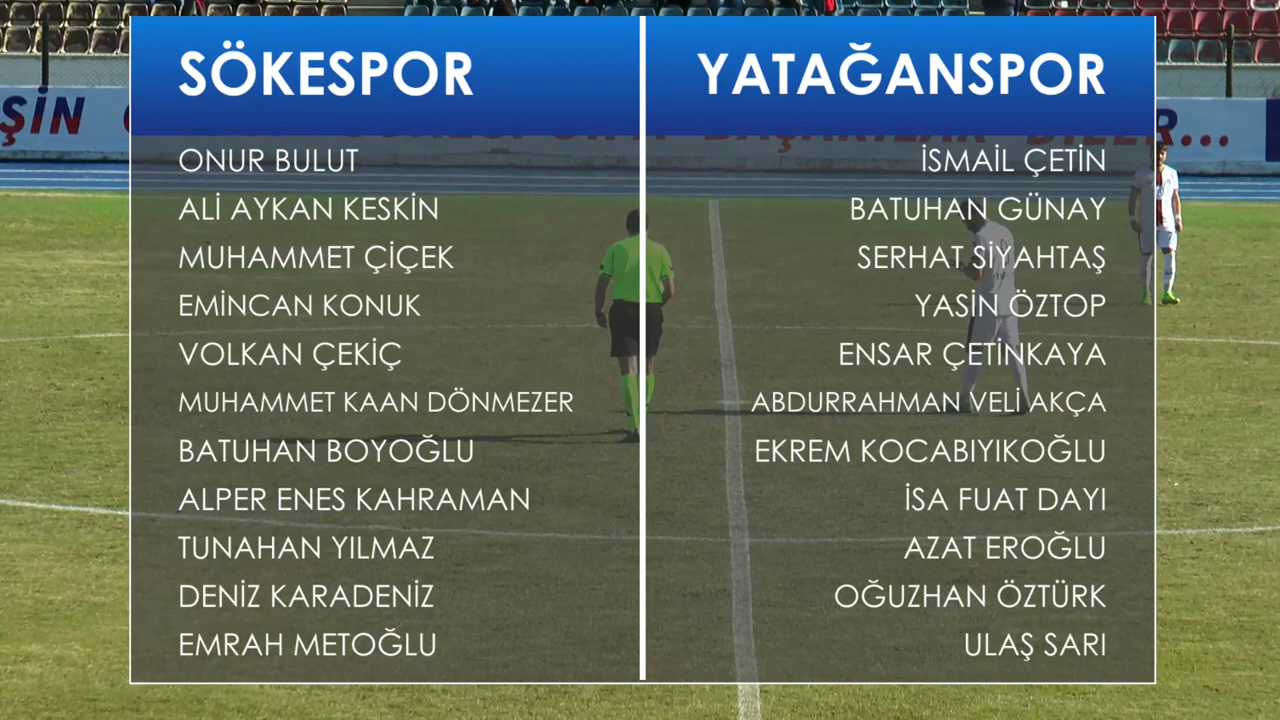 SÖKESPOR
YATAĞANSPOR
ONUR BULUT
İSMAİL ÇETİN
ALİ AYKAN KESKİN
BATUHAN GÜNAY
MUHAMMET ÇİÇEK
SERHAT SİYAHTAŞ
EMİNCAN KONUK
YASİN ÖZTOP
VOLKAN ÇEKİÇ
ENSAR ÇETİNKAYA
MUHAMMET KAAN DÖNMEZER
ABDURRAHMAN VELİ AKÇA
BATUHAN BOYOĞLU
EKREM KOCABIYIKOĞLU
ALPER ENES KAHRAMAN
İSA FUAT DAYI
TUNAHAN YILMAZ
AZAT EROĞLU
DENİZ KARADENİZ
OĞUZHAN ÖZTÜRK
EMRAH METOĞLU
ULAŞ SARI